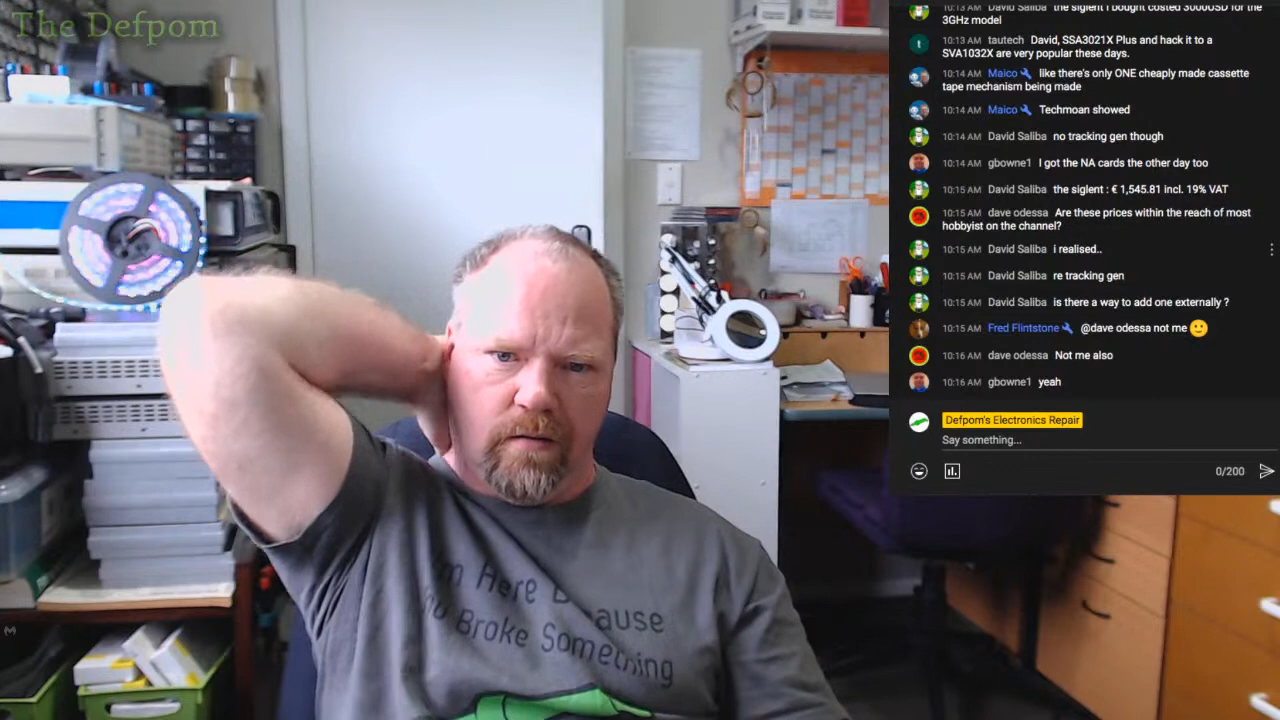 The Defpom
10:13 AM David Saliba the siglent I bought costed 3000USD for the
3GHz model
10:13 AM tautech David, SSA3021X Plus and hack it to a
SVA1032X are very popular these days.
10:14 AM Maico like there's only ONE cheaply made cassette
tape mechanism being made
10:14 AM Maico Techmoan showed
10:14 AM David Saliba no tracking gen though
10:14 AM gbowne1 I got the NA cards the other day too
10:15 AM David Saliba the siglent : € 1,545.81 incl. 19% VAT
10:15 AM dave odessa Are these prices within the reach of most
hobbyist on the channel?
10:15 AM David Saliba i realised..
10:15 AM David Saliba re tracking gen
10:15 AM David Saliba is there a way to add one externally ?
10:15 AM Fred Flintstone @dave odessa not me 🙂
10:16 AM dave odessa Not me also
10:16 AM gbowne1 yeah
Defpom's Electronics Repair
Say something...
0/200
Here
Broke Something